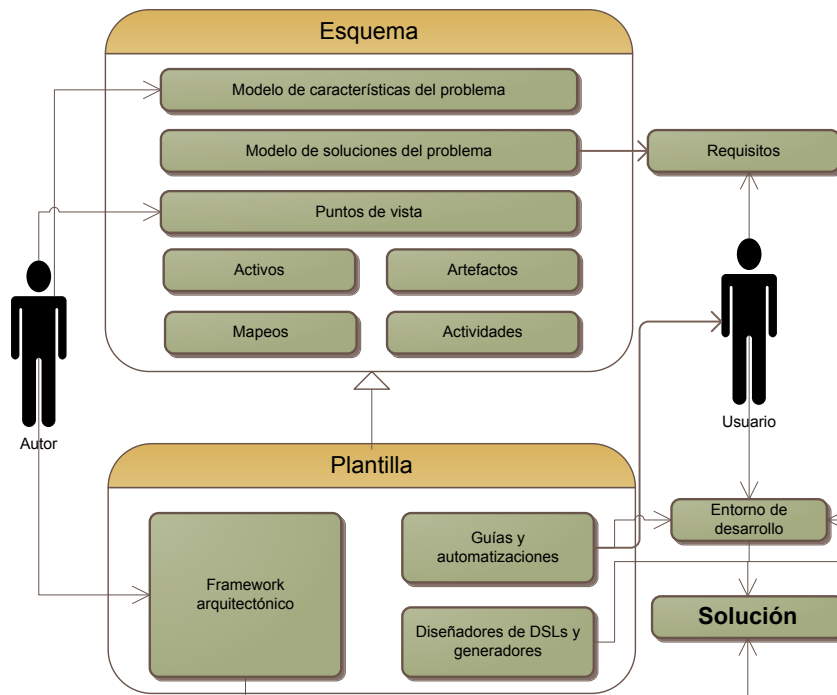 Esquema
Modelo de características del problema
Modelo de soluciones del problema
Requisitos
Puntos de vista
Activos
Artefactos
Mapeos
Actividades
Autor
Usuario
Plantilla
Framework
arquitectónico
Guías y
automatizaciones
Entorno de
desarrollo
Diseñadores de DSLs y
generadores
Solución